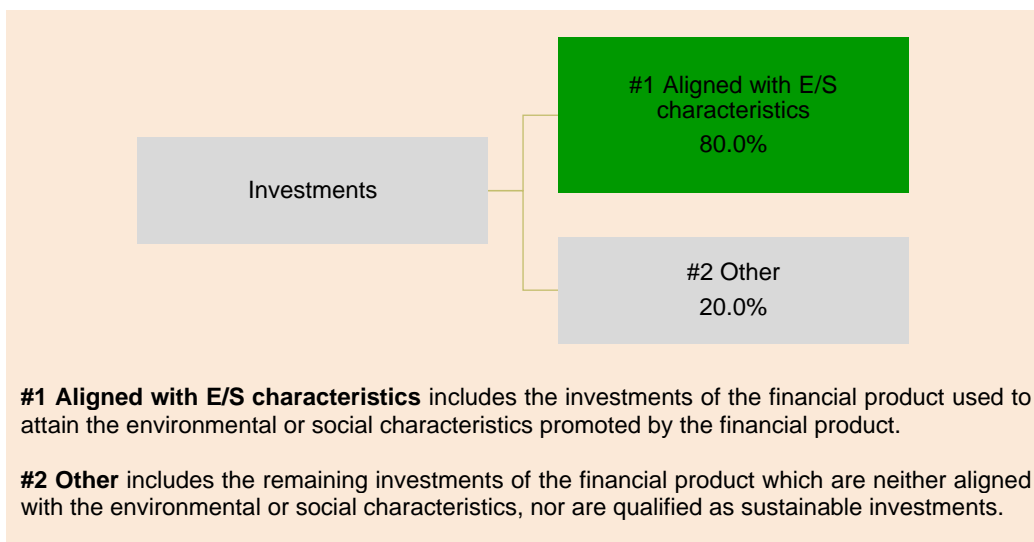 #1 Aligned with E/S
characteristics
80.0%
Investments
#2 Other
20.0%
#1 Aligned with E/S characteristics includes the investments of the financial product used to
attain the environmental or social characteristics promoted by the financial product.
#2 Other includes the remaining investments of the financial product which are neither aligned
with the environmental or social characteristics, nor are qualified as sustainable investments.